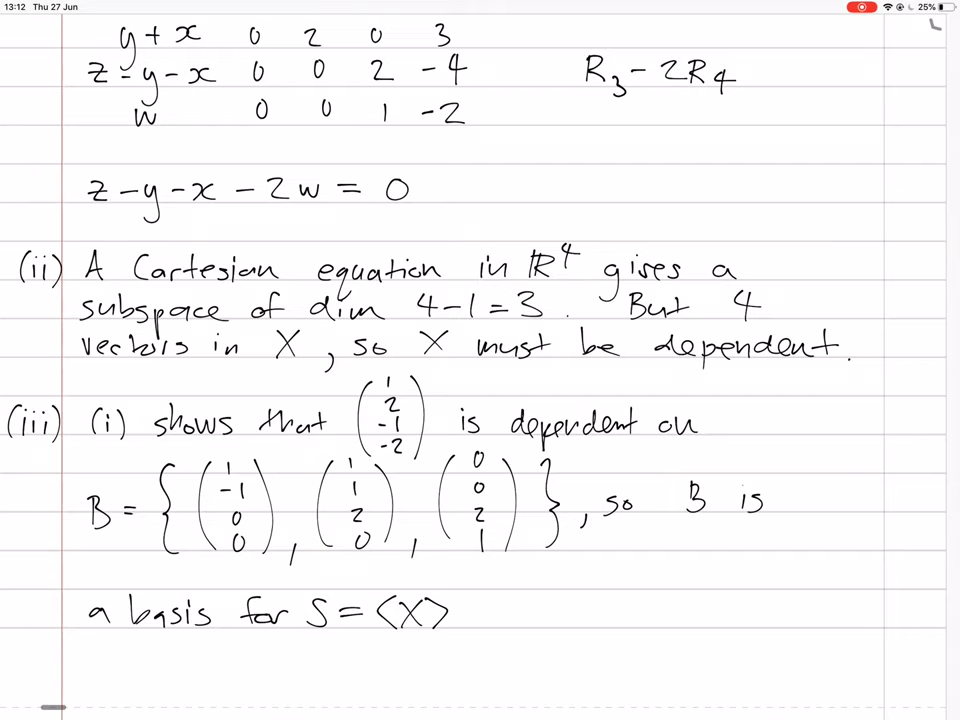 13:12 Thu 27 Jun 25%
y + x 0 2 0 3
z - y - x 0 0 2 -4 R₃ - 2R₄
w 0 0 1 -2
z - y - x - 2w = 0
(ii) A Cartesian equation in ℝ⁴ gives a
subspace of dim 4-1=3. But 4
vectors in X, so X must be dependent.
(iii) (i) shows that (1 2 -1 -2) is dependent on
B = { (1 -1 0 0), (1 1 2 0), (0 0 2 1) }, so B is
a basis for S = <X>